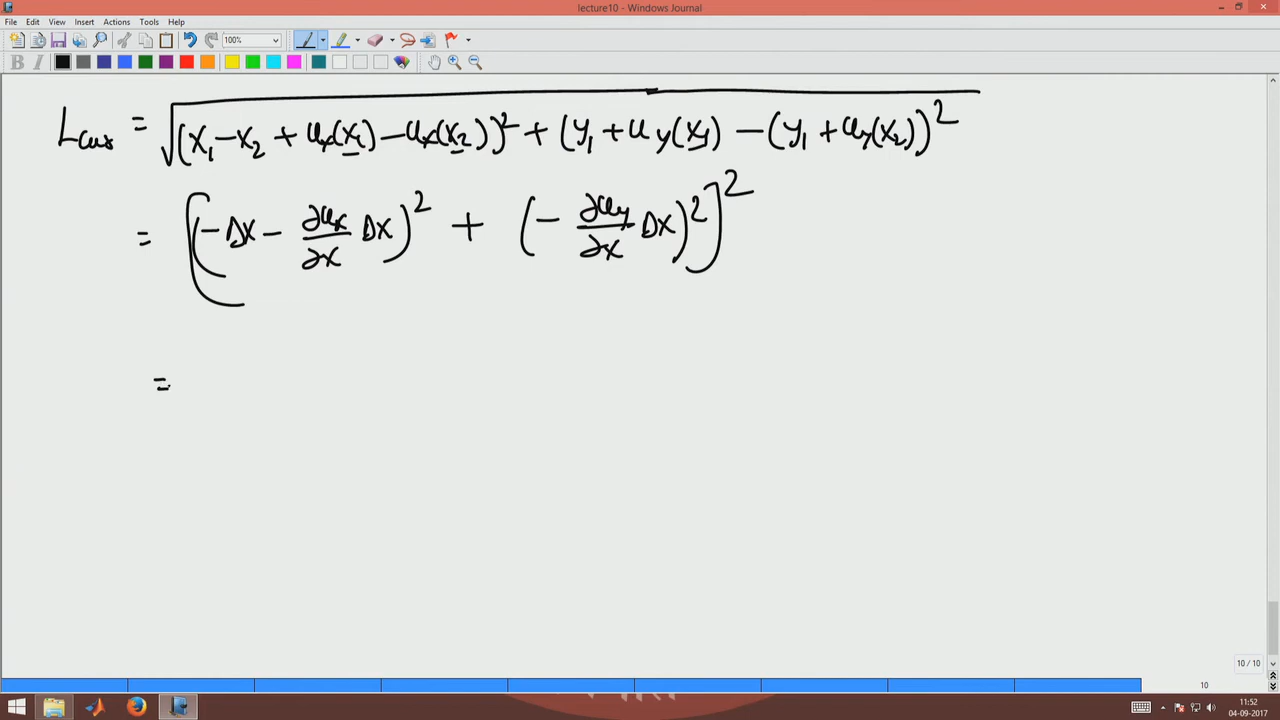 lecture10 - Windows Journal
File Edit View Insert Actions Tools Help
100%
B I
L_curr = √((x₁-x₂ + u_x(x₁) - u_x(x₂))² + (y₁ + u_y(x₁) - (y₁ + u_y(x₂))²
= [(-Δx - ∂u_x/∂x Δx)² + (- ∂u_y/∂x Δx)²]²
=
10 / 10
10
11:52
04-09-2017